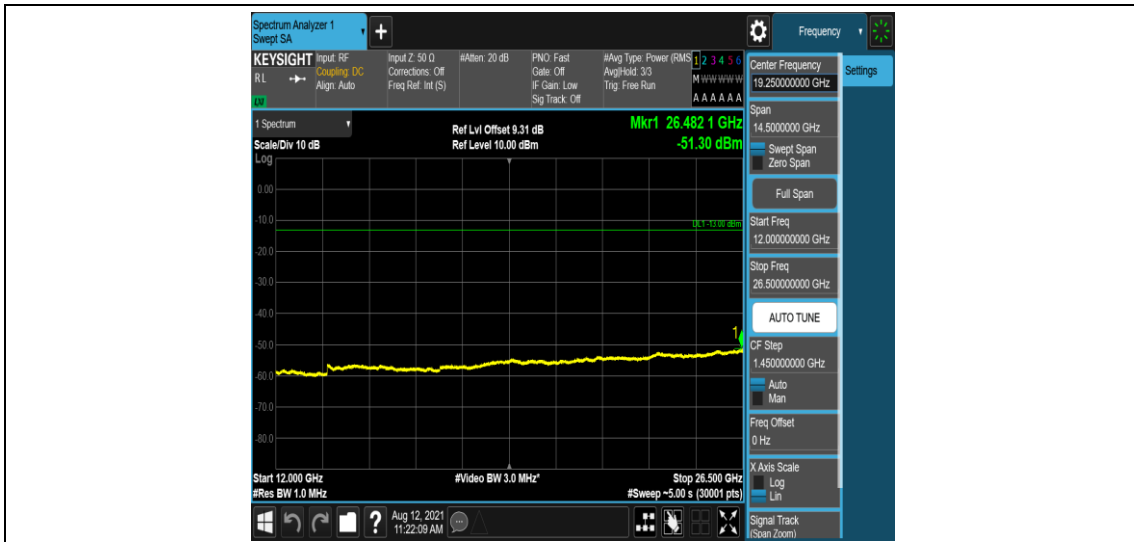 Spectrum Analyzer 1
Swept SA
+
Frequency
KEYSIGHT
RL
LM
Input: RF
Coupling: DC
Align: Auto
Input Z: 50 Ω
Corrections: Off
Freq Ref: Int (S)
#Atten: 20 dB
PNO: Fast
Gate: Off
IF Gain: Low
Sig Track: Off
#Avg Type: Power (RMS
Avg|Hold: 3/3
Trig: Free Run
1 2 3 4 5 6
M W W W W W
A A A A A A
Center Frequency
19.250000000 GHz
Settings
Span
14.5000000 GHz
Swept Span
Zero Span
Full Span
Start Freq
12.000000000 GHz
Stop Freq
26.500000000 GHz
AUTO TUNE
CF Step
1.450000000 GHz
Auto
Man
Freq Offset
0 Hz
X Axis Scale
Log
Lin
Signal Track
(Span Zoom)
1 Spectrum
Scale/Div 10 dB
Ref Lvl Offset 9.31 dB
Ref Level 10.00 dBm
Mkr1 26.482 1 GHz
-51.30 dBm
Log
0.00
-10.0
DL1 -13.00 dBm
-20.0
-30.0
-40.0
1
-50.0
-60.0
-70.0
-80.0
Start 12.000 GHz
#Video BW 3.0 MHz*
Stop 26.500 GHz
#Res BW 1.0 MHz
#Sweep ~5.00 s (30001 pts)
?
Aug 12, 2021
11:22:09 AM